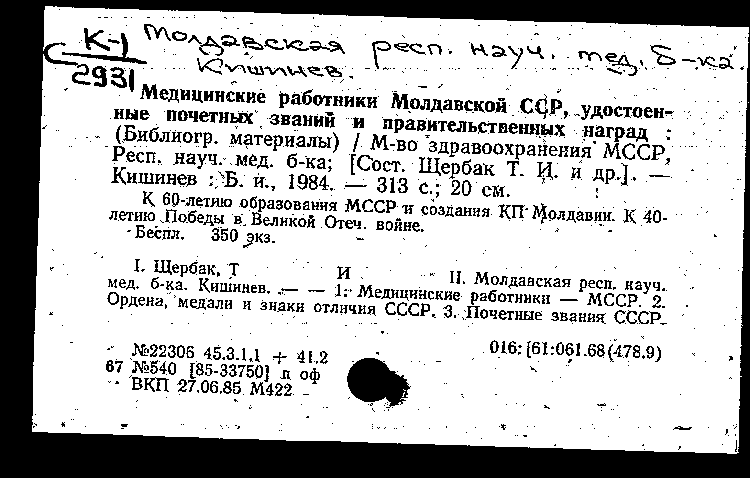 К-1
2931
Молдавская респ. науч. мед. б-ка.
Кишинев.
Медицинские работники Молдавской ССР, удостоен-
ные почетных званий и правительственных наград :
(Библиогр. материалы) / М-во здравоохранения МССР,
Респ. науч. мед. б-ка; [Сост. Щербак Т. И. и др.]. —
Кишинев : Б. и., 1984. — 313 с.; 20 см.
К 60-летию образования МССР и создания КП Молдавии. К 40-
летию Победы в Великой Отеч. войне.
Беспл. 350 экз.
I. Щербак, Т И II. Молдавская респ. науч.
мед. б-ка. Кишинев. — — 1. Медицинские работники — МССР. 2.
Ордена, медали и знаки отличия СССР. 3. Почетные звания СССР.
№22306 45.3.1.1 + 41.2 016:[61:061.68(478.9)
67 №540 [85-33750] п оф
ВКП 27.06.85 М422